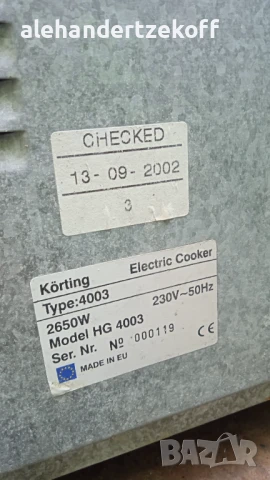 alehandertzekoff
CHECKED
13-09-2002
3
Körting Electric Cooker
Type:4003
2650W 230V~50Hz
Model HG 4003
Ser. Nr. Nº 000119
MADE IN EU CE
BAZAR